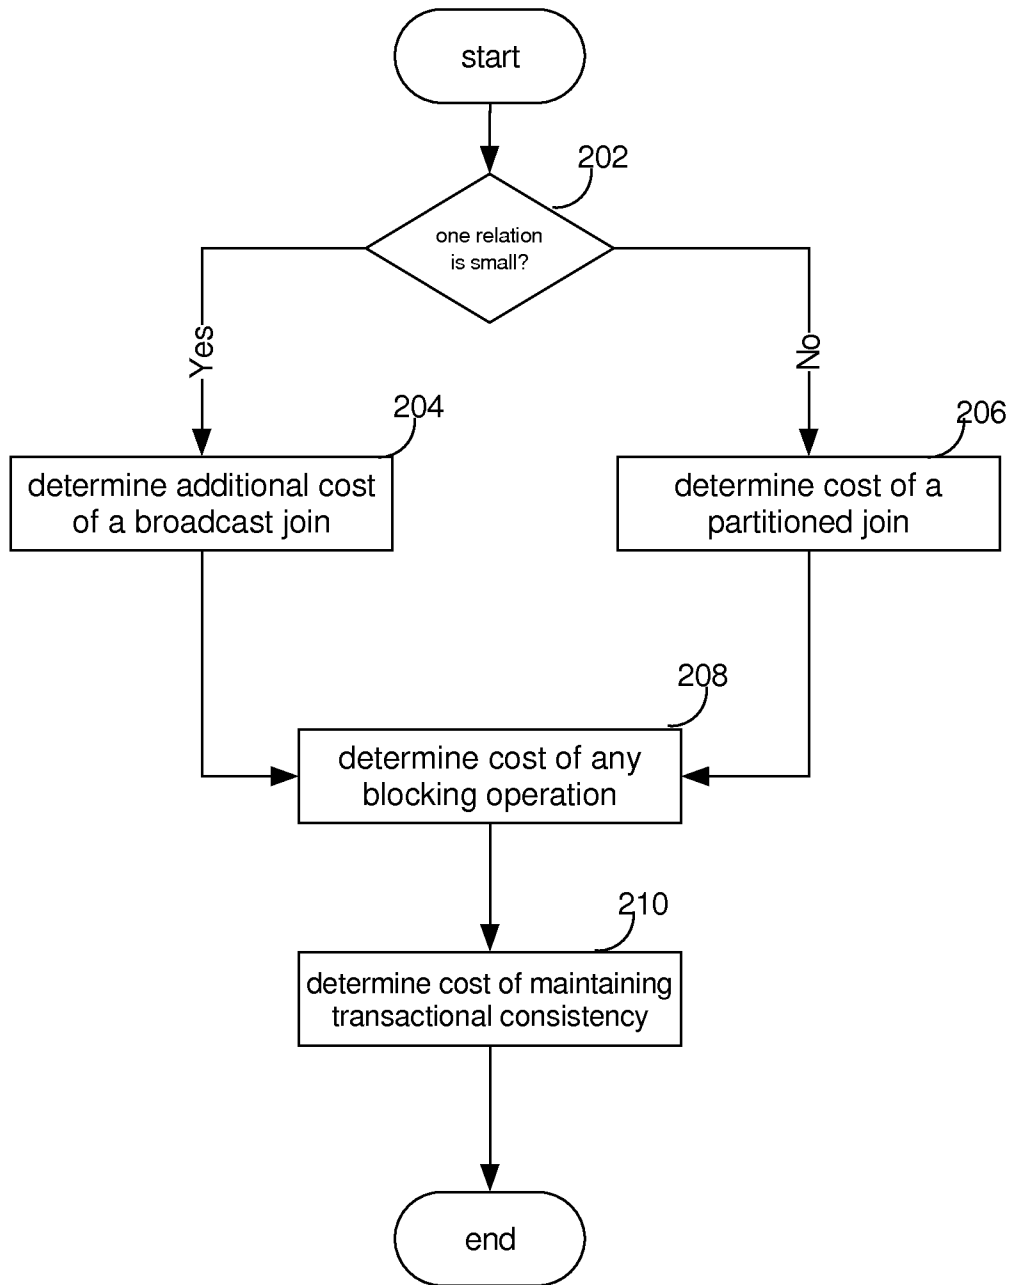 start
202
one relation
is small?
Yes
No
204
206
determine additional cost
of a broadcast join
determine cost of a
partitioned join
208
determine cost of any
blocking operation
210
determine cost of maintaining
transactional consistency
end